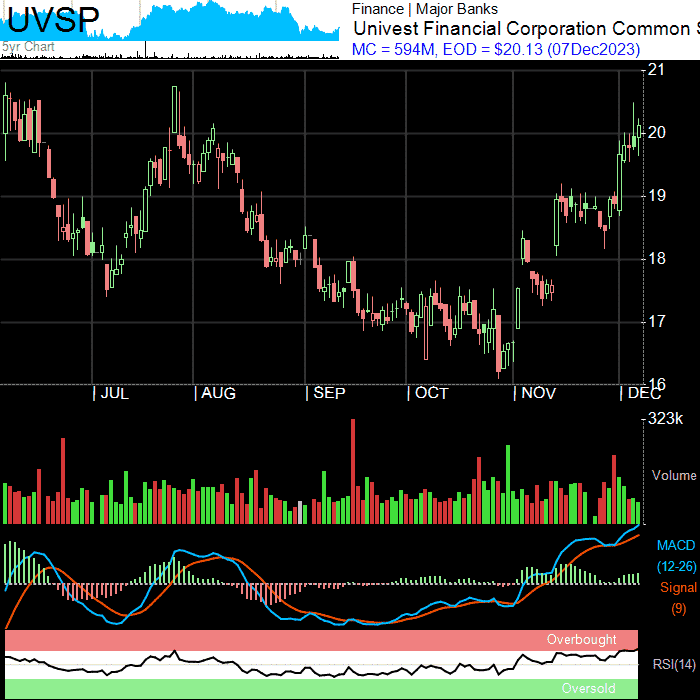 UVSP
5yr Chart
Finance | Major Banks
Univest Financial Corporation Common S
MC = 594M, EOD = $20.13 (07Dec2023)
21
20
19
18
17
16
| JUL | AUG | SEP | OCT | NOV | DEC
323k
Volume
MACD
(12-26)
Signal
(9)
Overbought
RSI(14)
Oversold